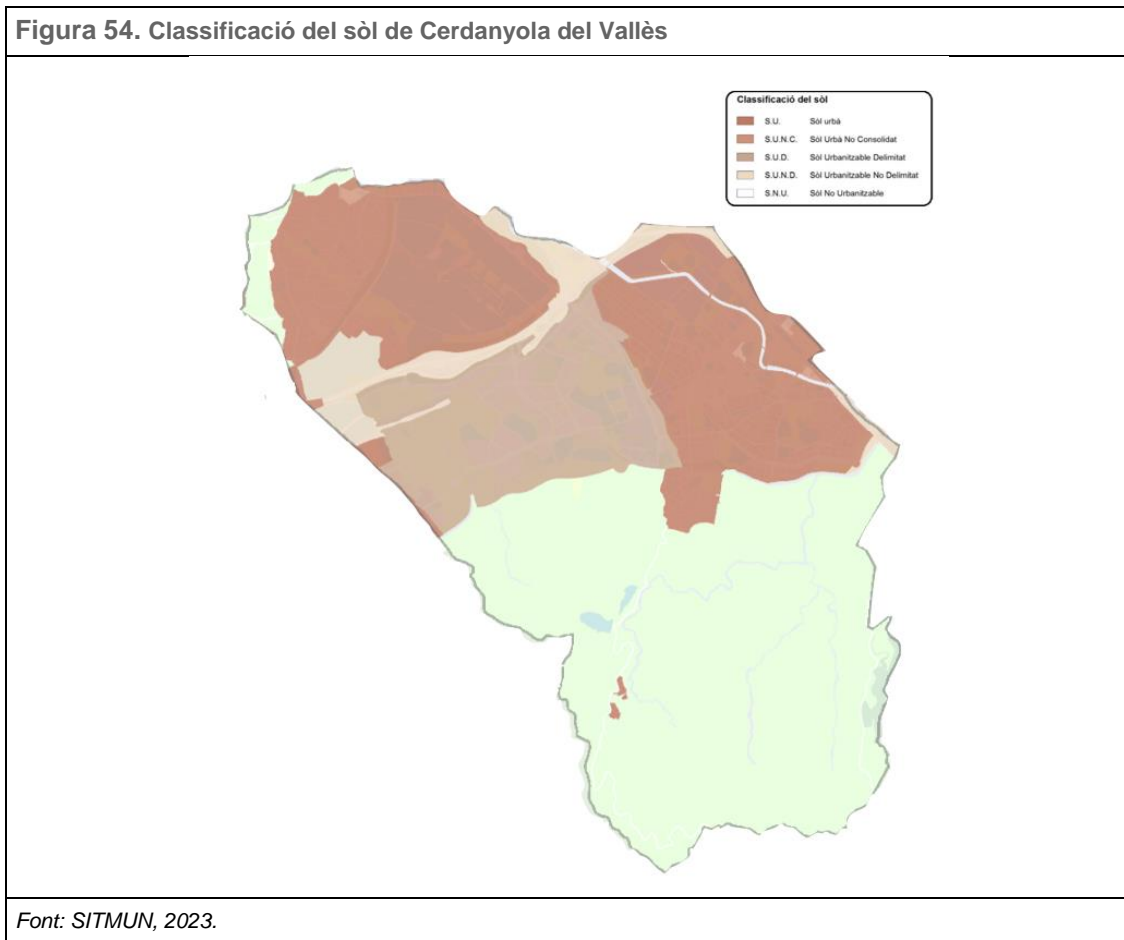 Figura 54. Classificació del sòl de Cerdanyola del Vallès
Classificació del sòl
S.U. Sòl urbà
S.U.N.C. Sòl Urbà No Consolidat
S.U.D. Sòl Urbanitzable Delimitat
S.U.N.D. Sòl Urbanitzable No Delimitat
S.N.U. Sòl No Urbanitzable
Font: SITMUN, 2023.